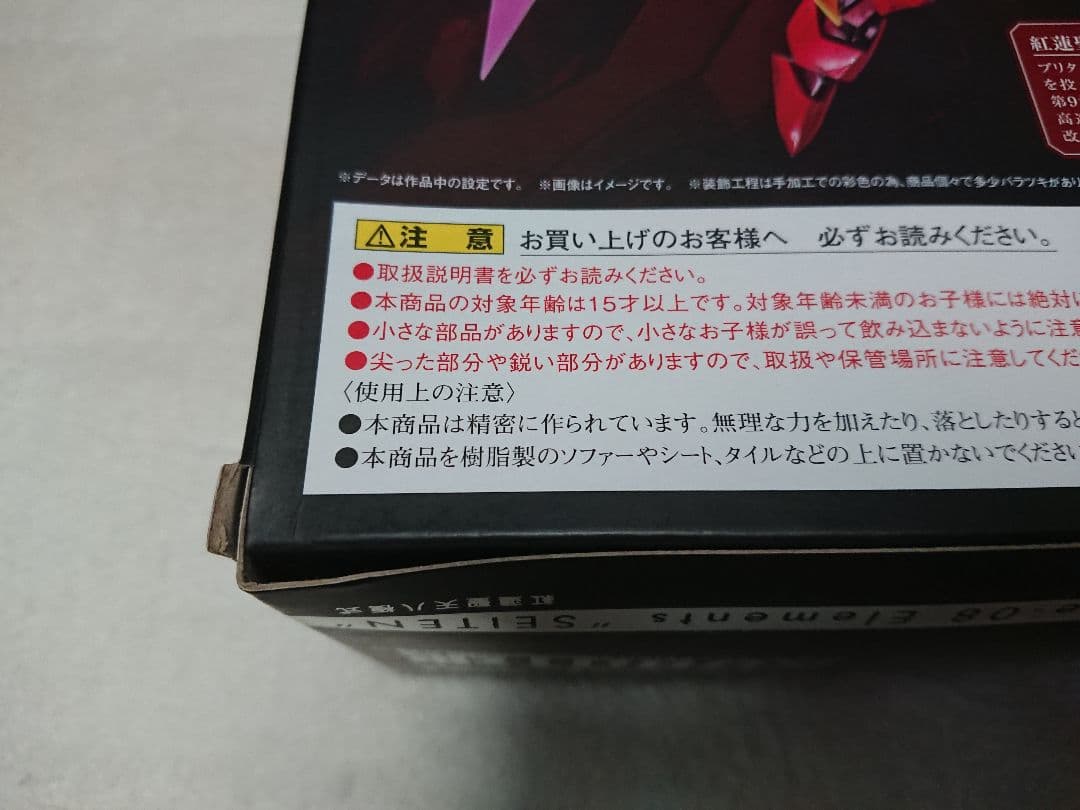 紅蓮聖
ブリタ
を投
第9
高速
改
※データは作品中の設定です。 ※画像はイメージです。 ※装飾工程は手加工での彩色の為、商品個々で多少バラツキがあり
⚠注 意 お買い上げのお客様へ 必ずお読みください。
●取扱説明書を必ずお読みください。
●本商品の対象年齢は15才以上です。対象年齢未満のお子様には絶対
●小さな部品がありますので、小さなお子様が誤って飲み込まないように注意
●尖った部分や鋭い部分がありますので、取扱や保管場所に注意してくだ
〈使用上の注意〉
●本商品は精密に作られています。無理な力を加えたり、落としたりすると
●本商品を樹脂製のソファーやシート、タイルなどの上に置かないでください
紅蓮聖天八極式
e-08 Elements "SEITEN"